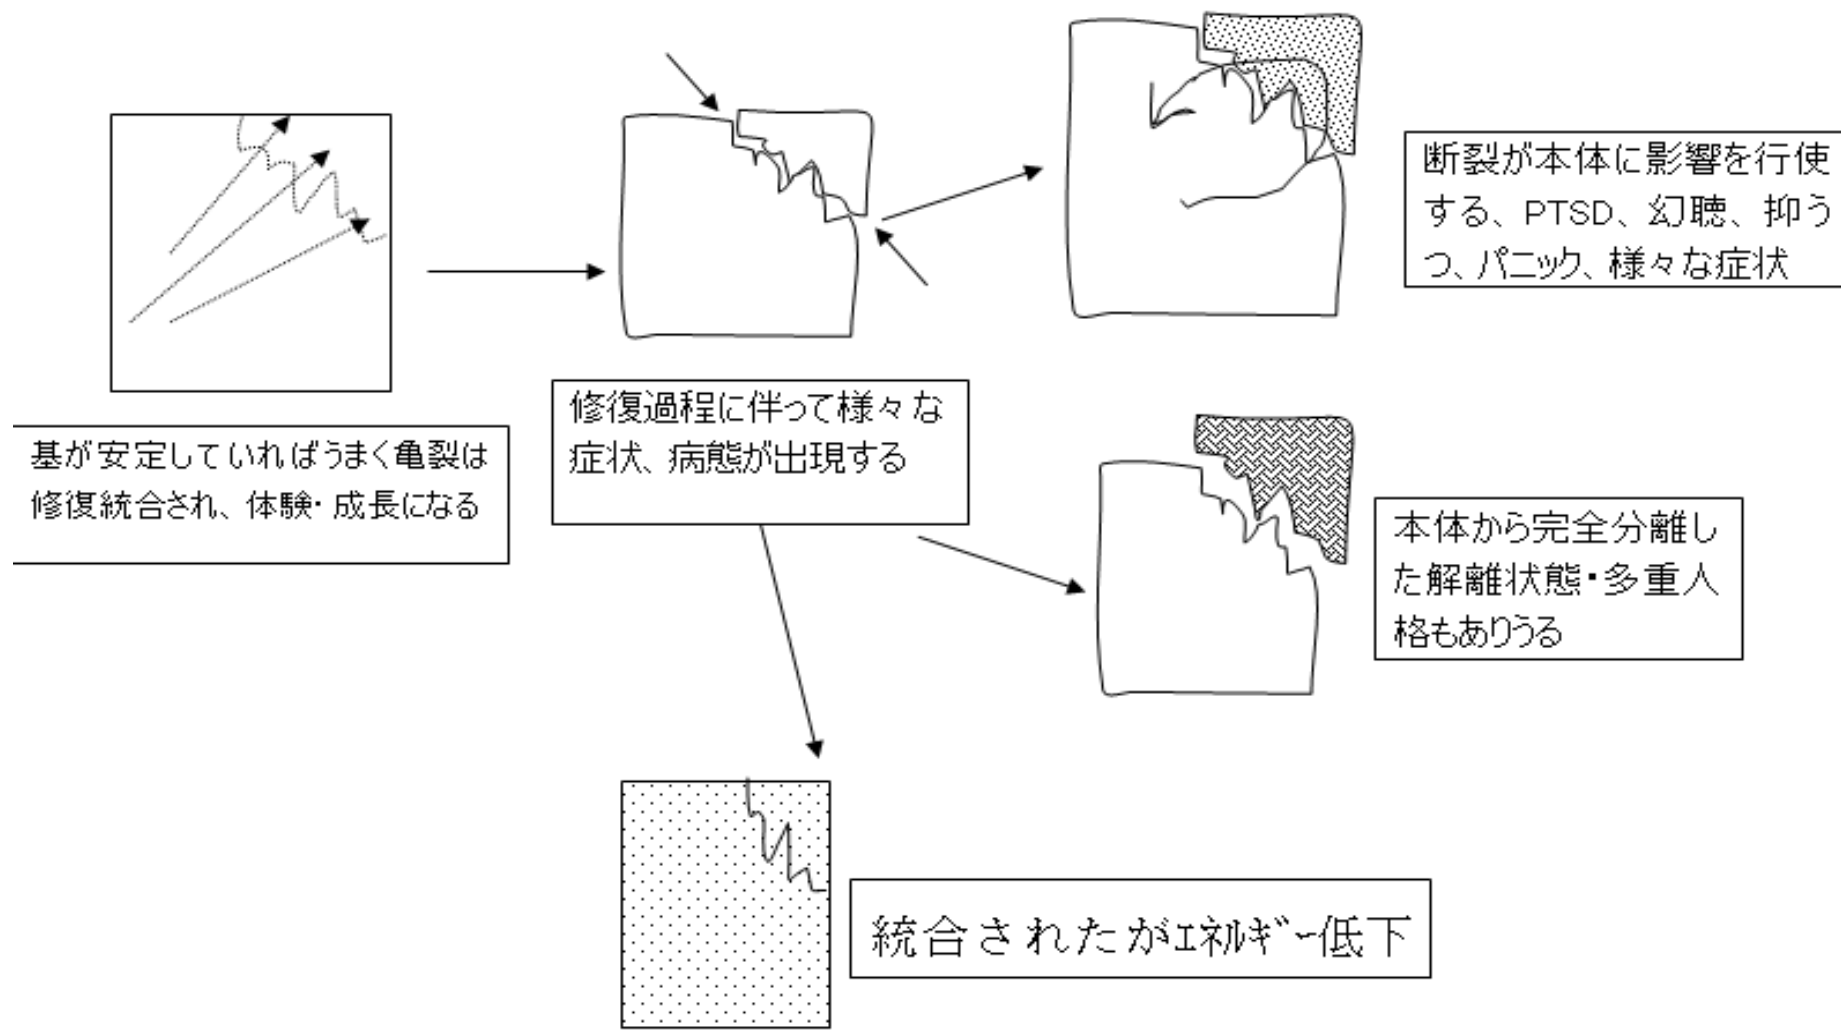 断裂が本体に影響を行使
する、PTSD、幻聴、抑う
つ、パニック、様々な症状
基が安定していればうまく亀裂は
修復統合され、体験・成長になる
修復過程に伴って様々な
症状、病態が出現する
本体から完全分離し
た解離状態・多重人
格もありうる
統合されたがｴﾈﾙｷﾞｰ低下